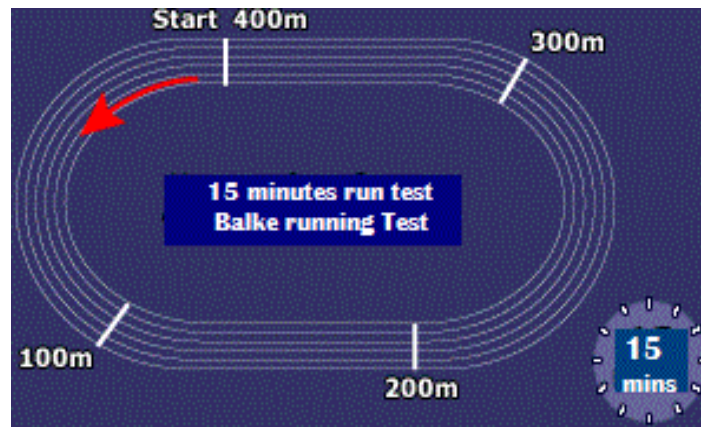 Start 400m
300m
15 minutes run test
Balke running Test
100m
200m
15
mins